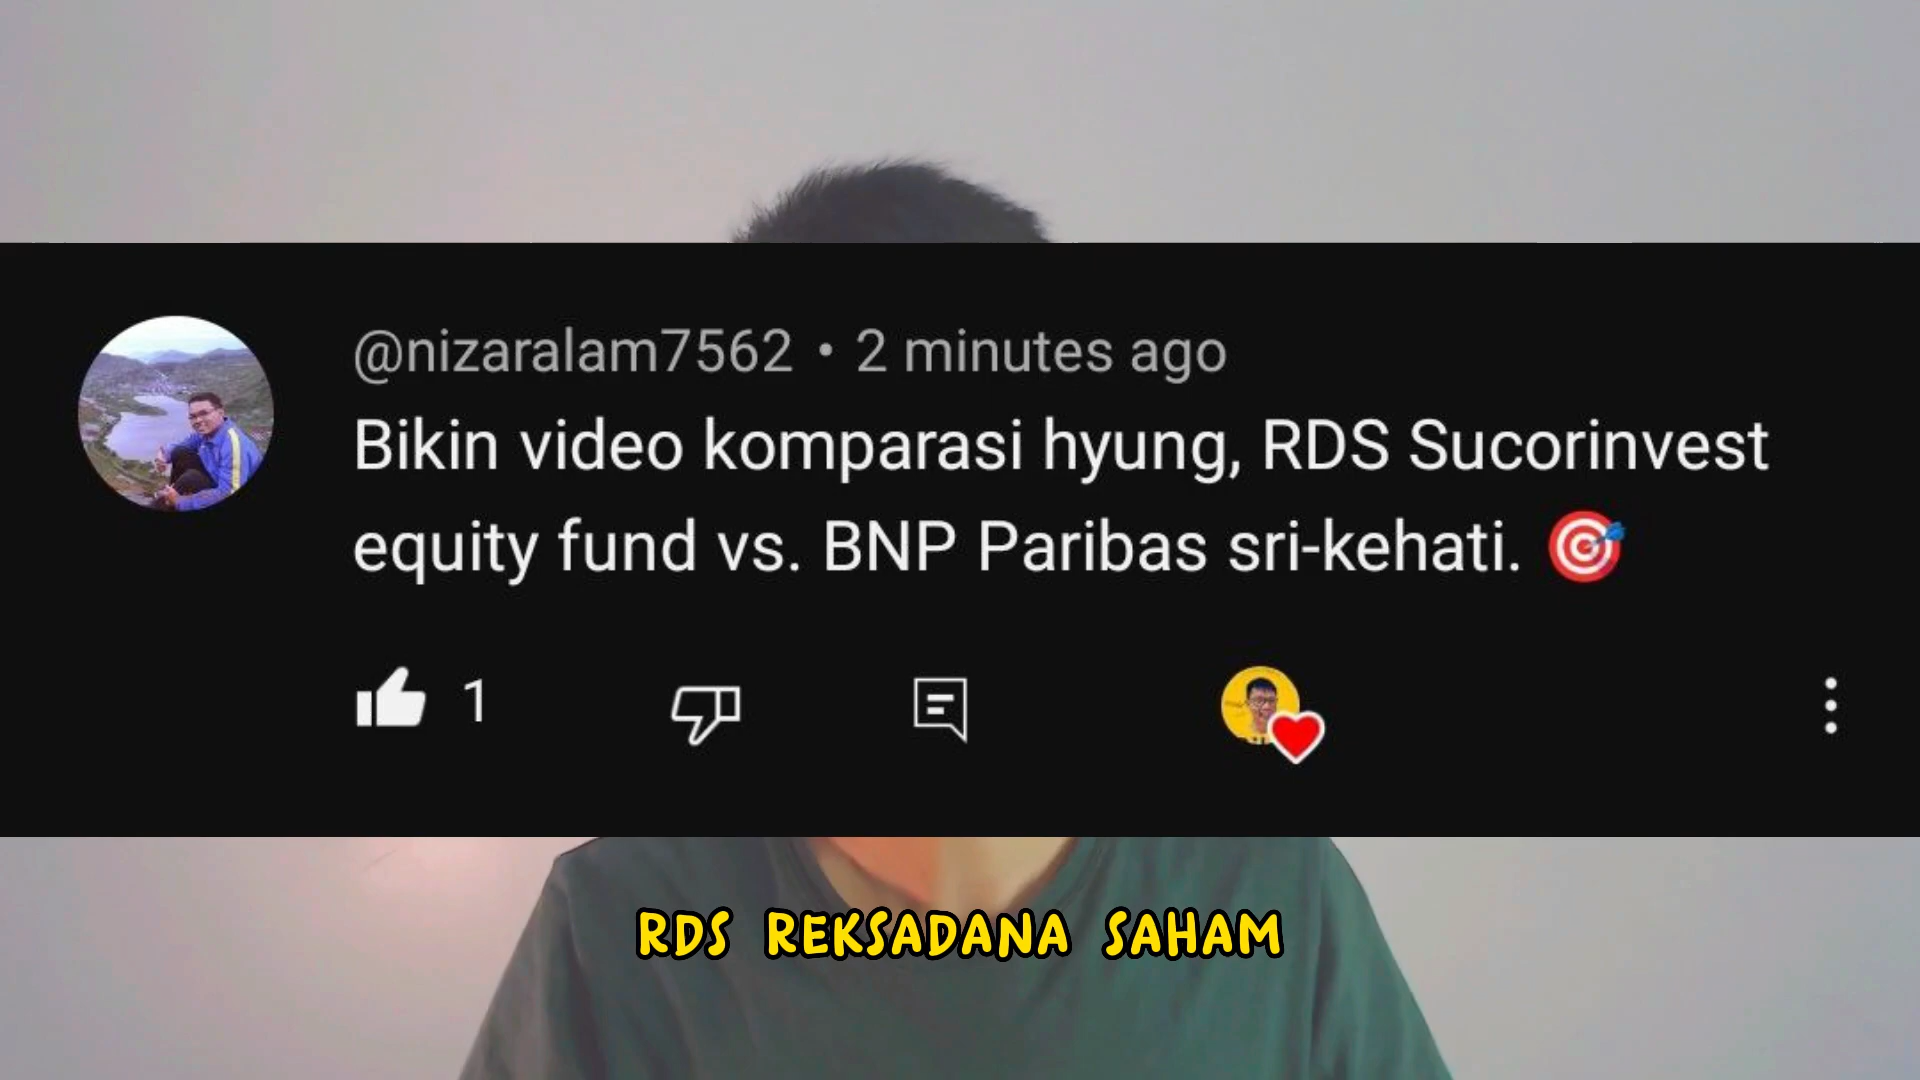 @nizaralam7562 • 2 minutes ago
Bikin video komparasi hyung, RDS Sucorinvest
equity fund vs. BNP Paribas sri-kehati. 🎯
1
RDS REKSADANA SAHAM